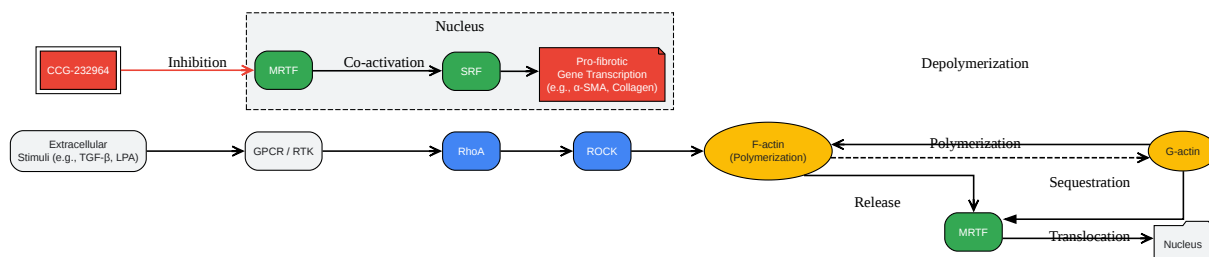 Nucleus
CCG-232964
Inhibition
MRTF
Co-activation
SRF
Pro-fibrotic
Gene Transcription
(e.g., α-SMA, Collagen)
Depolymerization
Extracellular
Stimuli (e.g., TGF-β, LPA)
GPCR / RTK
RhoA
ROCK
F-actin
(Polymerization)
Polymerization
G-actin
Sequestration
Release
MRTF
Translocation
Nucleus